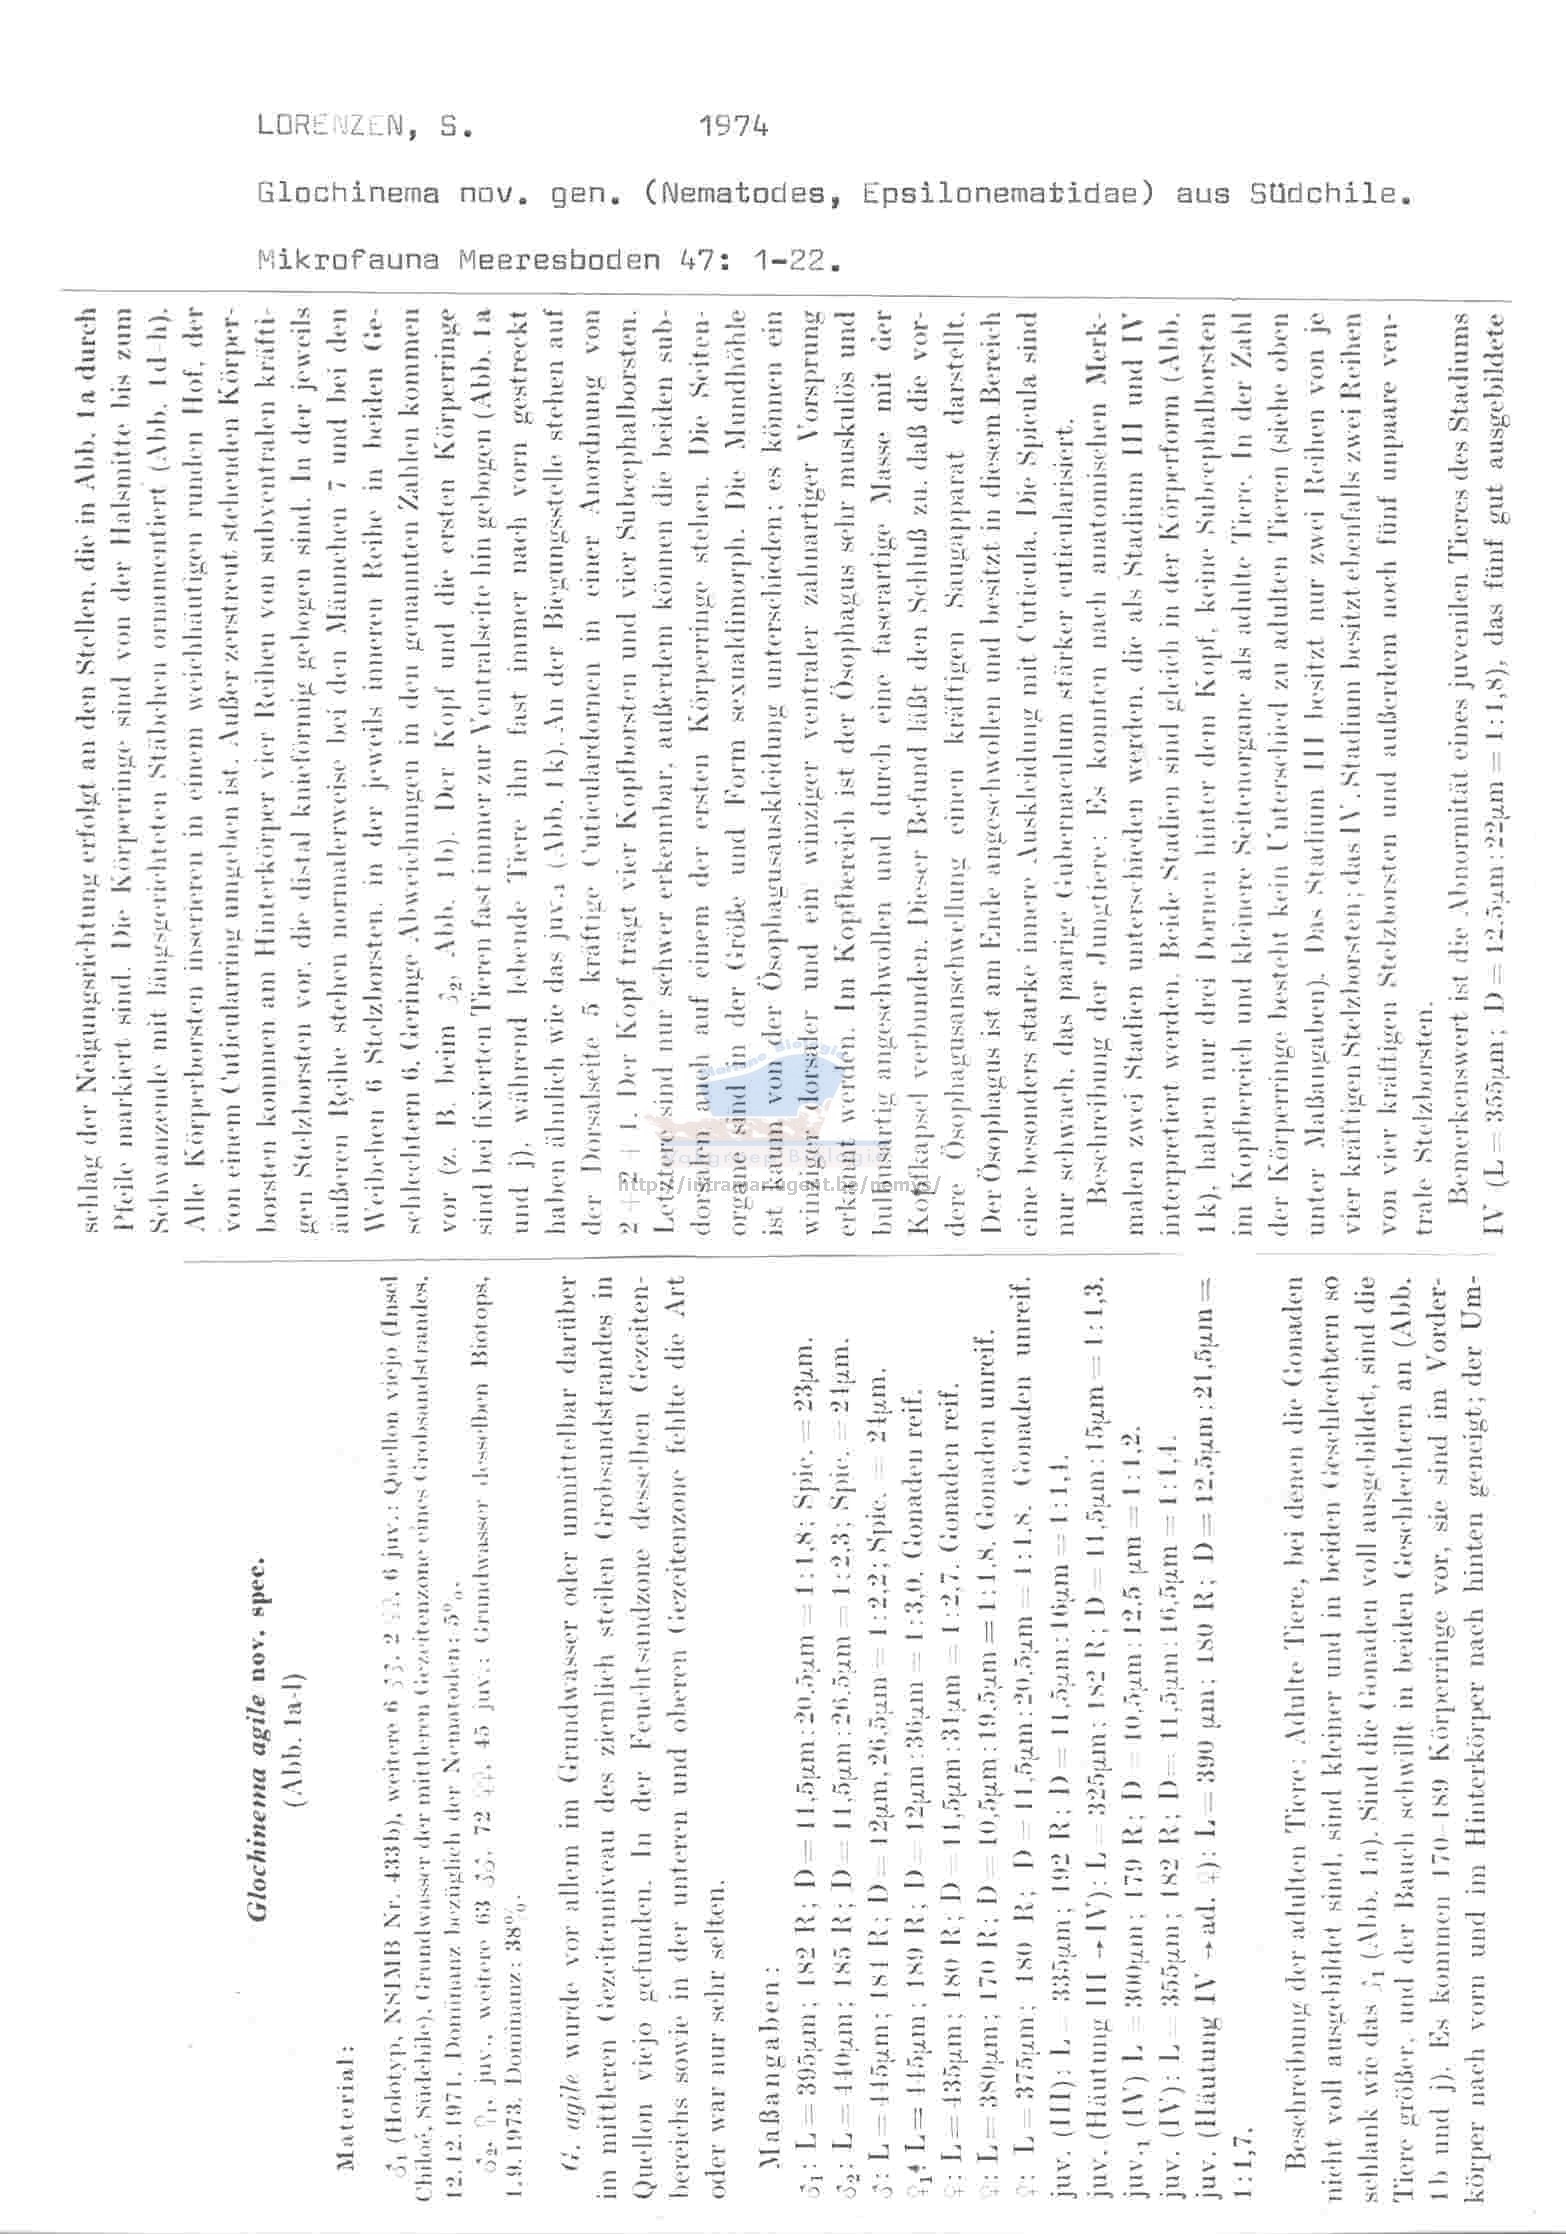 LORENZEN, S. 1974
Glochinema nov. gen. (Nematodes, Epsilonematidae) aus Südchile.
Mikrofauna Meeresboden 47: 1-22.
Glochinema agile nov. spec.
(Abb. 1a-l)
Material:
♂1 (Holotyp, NSIMB Nr. 433b), weitere 6 ♂♂, 2 ♀♀, 6 juv.: Quellon viejo (Insel
Chiloé, Südchile), Grundwasser der mittleren Gezeitenzone eines Grobsandstrandes,
12.12.1971, Dominanz bezüglich der Nematoden: 5%.
♂2, ♀1, juv., weitere 63 ♂♂, 72 ♀♀, 45 juv.: Grundwasser desselben Biotops,
1.9.1973, Dominanz: 38%.
G. agile wurde vor allem im Grundwasser oder unmittelbar darüber
im mittleren Gezeitenniveau des ziemlich steilen Grobsandstrandes in
Quellon viejo gefunden. In der Feuchtsandzone desselben Gezeiten-
bereichs sowie in der unteren und oberen Gezeitenzone fehlte die Art
oder war nur sehr selten.
Maßangaben:
♂1: L = 395µm; 182 R; D = 11,5µm:20,5µm = 1:1,8; Spic. = 23µm.
♂2: L = 440µm; 185 R; D = 11,5µm:26,5µm = 1:2,3; Spic. = 24µm.
♂: L = 445µm; 184 R; D = 12µm,26,5µm = 1:2,2; Spic. = 24µm.
♀1: L = 445µm; 189 R; D = 12µm:36µm = 1:3,0. Gonaden reif.
♀: L = 435µm; 180 R; D = 11,5µm:31µm = 1:2,7. Gonaden reif.
♀: L = 380µm; 170 R; D = 10,5µm:19,5µm = 1:1,8. Gonaden unreif.
♀: L = 375µm; 180 R; D = 11,5µm:20,5µm = 1:1,8. Gonaden unreif.
juv. (III): L = 335µm; 192 R; D = 11,5µm:16µm = 1:1,4.
juv. (Häutung III → IV): L = 325µm; 182 R; D = 11,5µm:15µm = 1:1,3.
juv.1 (IV) L = 300µm; 179 R; D = 10,5µm:12,5 µm = 1:1,2.
juv. (IV): L = 355µm; 182 R; D = 11,5µm:16,5µm = 1:1,4.
juv. (Häutung IV → ad. ♀): L = 390 µm; 180 R; D = 12,5µm:21,5µm =
1:1,7.
Beschreibung der adulten Tiere: Adulte Tiere, bei denen die Gonaden
nicht voll ausgebildet sind, sind kleiner und in beiden Geschlechtern so
schlank wie das ♂1 (Abb. 1a). Sind die Gonaden voll ausgebildet, sind die
Tiere größer, und der Bauch schwillt in beiden Geschlechtern an (Abb.
1b und j). Es kommen 170-189 Körperringe vor, sie sind im Vorder-
körper nach vorn und im Hinterkörper nach hinten geneigt; der Um-
schlag der Neigungsrichtung erfolgt an den Stellen, die in Abb. 1a durch
Pfeile markiert sind. Die Körperringe sind von der Halsmitte bis zum
Schwanzende mit längsgerichteten Stäbchen ornamentiert (Abb. 1d-h).
Alle Körperborsten inserieren in einem weichhäutigen runden Hof, der
von einem Cuticularring umgeben ist. Außer zerstreut stehenden Körper-
borsten kommen am Hinterkörper vier Reihen von subventralen kräfti-
gen Stelzborsten vor, die distal knieförmig gebogen sind. In der jeweils
äußeren Reihe stehen normalerweise bei den Männchen 7 und bei den
Weibchen 6 Stelzborsten, in der jeweils inneren Reihe in beiden Ge-
schlechtern 6. Geringe Abweichungen in den genannten Zahlen kommen
vor (z. B. beim ♂2, Abb. 1b). Der Kopf und die ersten Körperringe
sind bei fixierten Tieren fast immer zur Ventralseite hin gebogen (Abb. 1a
und j), während lebende Tiere ihn fast immer nach vorn gestreckt
haben ähnlich wie das juv.1 (Abb. 1k). An der Biegungsstelle stehen auf
der Dorsalseite 5 kräftige Cuticulardornen in einer Anordnung von
2 + 2 + 1. Der Kopf trägt vier Kopfborsten und vier Subcephalborsten.
Letztere sind nur schwer erkennbar, außerdem können die beiden sub-
dorsalen auch auf einem der ersten Körperringe stehen. Die Seiten-
organe sind in der Größe und Form sexualdimorph. Die Mundhöhle
ist kaum von der Ösophagusauskleidung unterschieden; es können ein
winziger dorsaler und ein winziger ventraler zahnartiger Vorsprung
erkannt werden. Im Kopfbereich ist der Ösophagus sehr muskulös und
bulbusartig angeschwollen und durch eine faserartige Masse mit der
Kopfkapsel verbunden. Dieser Befund läßt den Schluß zu, daß die vor-
dere Ösophagusanschwellung einen kräftigen Saugapparat darstellt.
Der Ösophagus ist am Ende angeschwollen und besitzt in diesem Bereich
eine besonders starke innere Auskleidung mit Cuticula. Die Spicula sind
nur schwach, das paarige Gubernaculum stärker cuticularisiert.
Beschreibung der Jungtiere: Es konnten nach anatomischen Merk-
malen zwei Stadien unterschieden werden, die als Stadium III und IV
interpretiert werden. Beide Stadien sind gleich in der Körperform (Abb.
1k), haben nur drei Dornen hinter dem Kopf, keine Subcephalborsten
im Kopfbereich und kleinere Seitenorgane als adulte Tiere. In der Zahl
der Körperringe besteht kein Unterschied zu adulten Tieren (siehe oben
unter Maßangaben). Das Stadium III besitzt nur zwei Reihen von je
vier kräftigen Stelzborsten; das IV. Stadium besitzt ebenfalls zwei Reihen
von vier kräftigen Stelzborsten und außerdem noch fünf unpaare ven-
trale Stelzborsten.
Bemerkenswert ist die Abnormität eines juvenilen Tieres des Stadiums
IV (L = 355µm; D = 12,5µm:22µm = 1:1,8), das fünf gut ausgebildete
Mariene Biologie
Vakgroep Biologie
http://intramar.ugent.be/nemys/